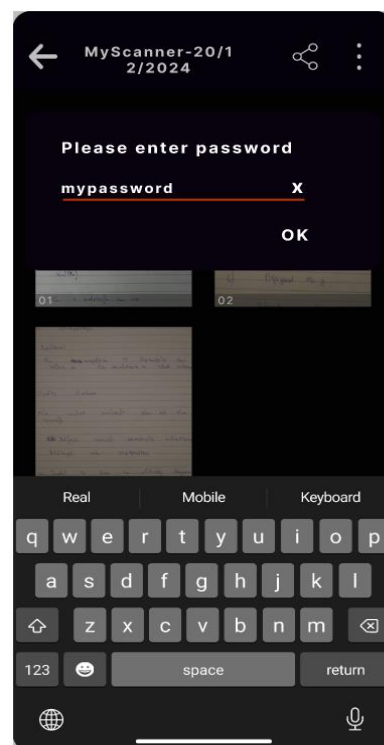 MyScanner-20/1
2/2024
Please enter password
mypassword X
OK
01
02
Real Mobile Keyboard
q w e r t y u i o p
a s d f g h j k l
z x c v b n m
123 space return